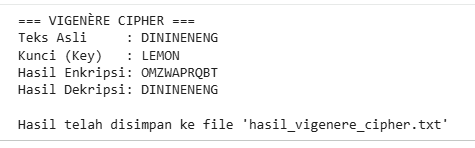 === VIGENÈRE CIPHER ===
Teks Asli     : DININENENG
Kunci (Key)   : LEMON
Hasil Enkripsi: OMZWAPRQBT
Hasil Dekripsi: DININENENG
Hasil telah disimpan ke file 'hasil_vigenere_cipher.txt'